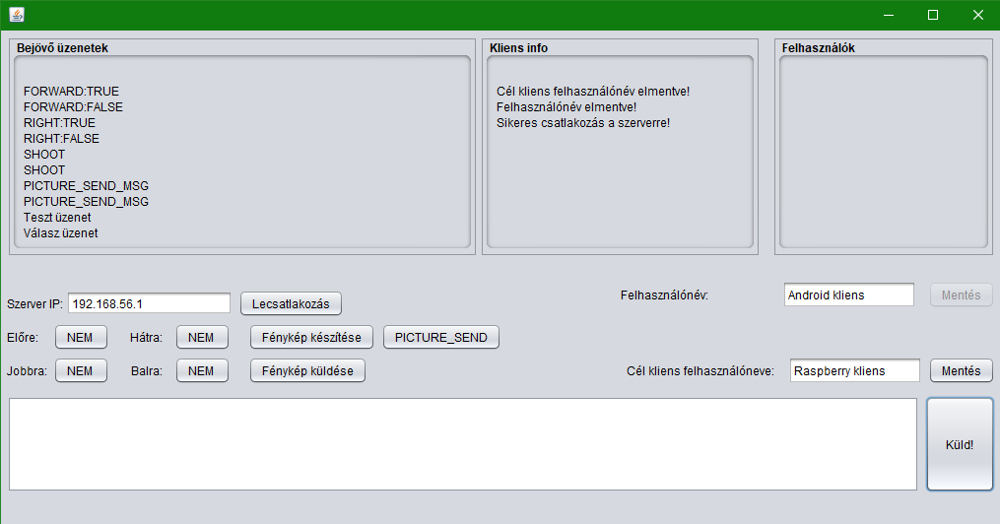 Bejövő üzenetek
FORWARD:TRUE
FORWARD:FALSE
RIGHT:TRUE
RIGHT:FALSE
SHOOT
SHOOT
PICTURE_SEND_MSG
PICTURE_SEND_MSG
Teszt üzenet
Válasz üzenet
Kliens info
Cél kliens felhasználónév elmentve!
Felhasználónév elmentve!
Sikeres csatlakozás a szerverre!
Felhasználók
Szerver IP: 192.168.56.1 Lecsatlakozás
Felhasználónév: Android kliens Mentés
Előre: NEM Hátra: NEM Fénykép készítése PICTURE_SEND
Jobbra: NEM Balra: NEM Fénykép küldése
Cél kliens felhasználóneve: Raspberry kliens Mentés
Küld!